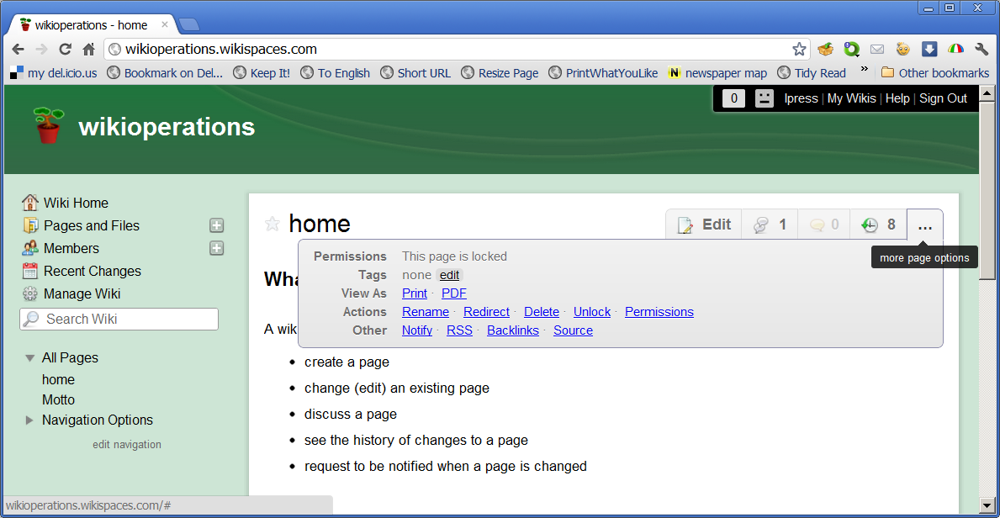 wikioperations - home
wikioperations.wikispaces.com
my del.icio.us Bookmark on Del... Keep It! To English Short URL Resize Page PrintWhatYouLike N newspaper map Tidy Read » Other bookmarks
0 lpress | My Wikis | Help | Sign Out
wikioperations
Wiki Home
Pages and Files
Members
Recent Changes
Manage Wiki
Search Wiki
All Pages
home
Motto
Navigation Options
edit navigation
home
Edit 1 0 8 ...
more page options
Permissions This page is locked
Tags none edit
View As Print · PDF
Actions Rename · Redirect · Delete · Unlock · Permissions
Other Notify · RSS · Backlinks · Source
A wik
• create a page
• change (edit) an existing page
• discuss a page
• see the history of changes to a page
• request to be notified when a page is changed
wikioperations.wikispaces.com/#